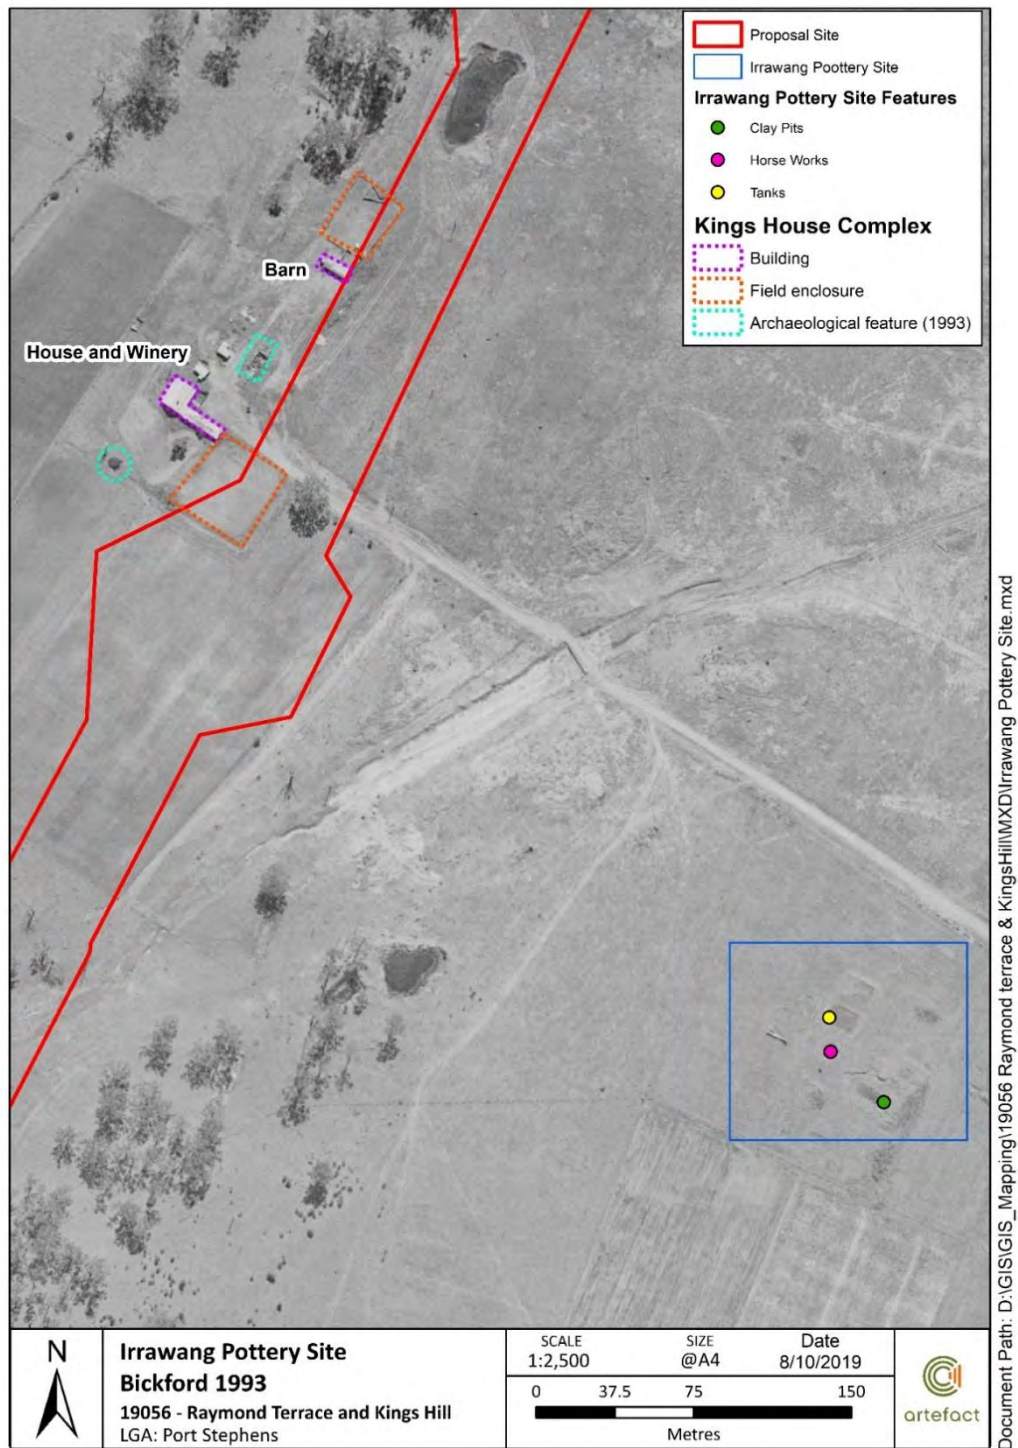 Proposal Site
Irrawang Poottery Site
Irrawang Pottery Site Features
Clay Pits
Horse Works
Tanks
Kings House Complex
Building
Field enclosure
Archaeological feature (1993)
Barn
House and Winery
Document Path: D:\GIS\GIS_Mapping\19056 Raymond terrace & KingsHill\MXD\Irrawang Pottery Site.mxd
N
Irrawang Pottery Site
Bickford 1993
19056 - Raymond Terrace and Kings Hill
LGA: Port Stephens
SCALE
1:2,500
SIZE
@A4
Date
8/10/2019
0 37.5 75 150
Metres
artefact